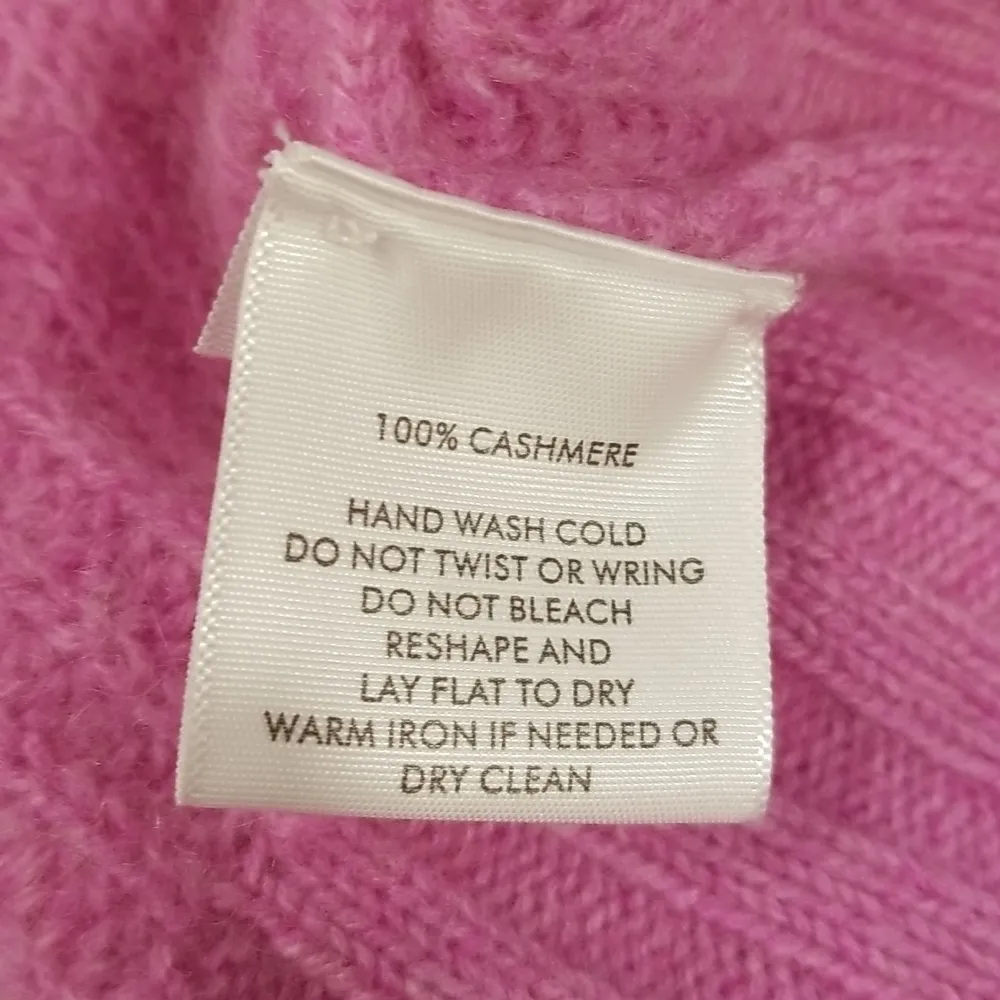 100% CASHMERE
HAND WASH COLD
DO NOT TWIST OR WRING
DO NOT BLEACH
RESHAPE AND
LAY FLAT TO DRY
WARM IRON IF NEEDED OR
DRY CLEAN